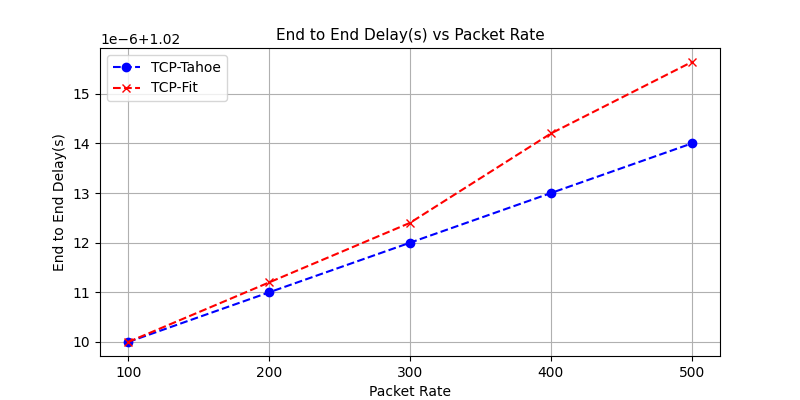 End to End Delay(s) vs Packet Rate
1e−6+1.02
TCP-Tahoe
TCP-Fit
End to End Delay(s)
15
14
13
12
11
10
100 200 300 400 500
Packet Rate